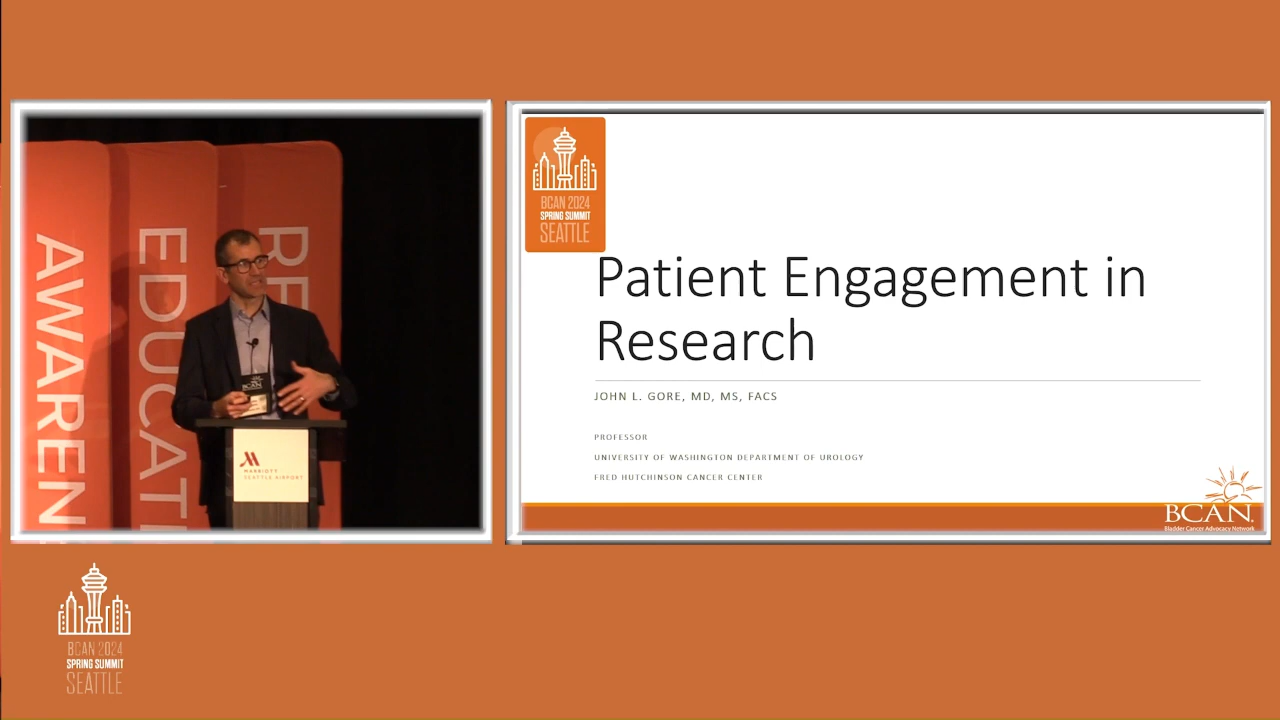 AWAREN
EDUCATI
RE
BCAN
MARRIOTT
SEATTLE AIRPORT
BCAN 2024
SPRING SUMMIT
SEATTLE
Patient Engagement in
Research
JOHN L. GORE, MD, MS, FACS
PROFESSOR
UNIVERSITY OF WASHINGTON DEPARTMENT OF UROLOGY
FRED HUTCHINSON CANCER CENTER
BCAN
Bladder Cancer Advocacy Network
BCAN 2024
SPRING SUMMIT
SEATTLE